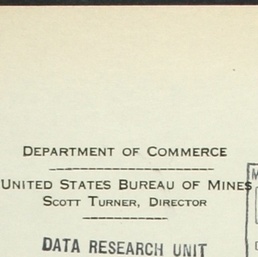 DEPARTMENT OF COMMERCE
UNITED STATES BUREAU OF MINES
SCOTT TURNER, DIRECTOR
DATA RESEARCH UNIT